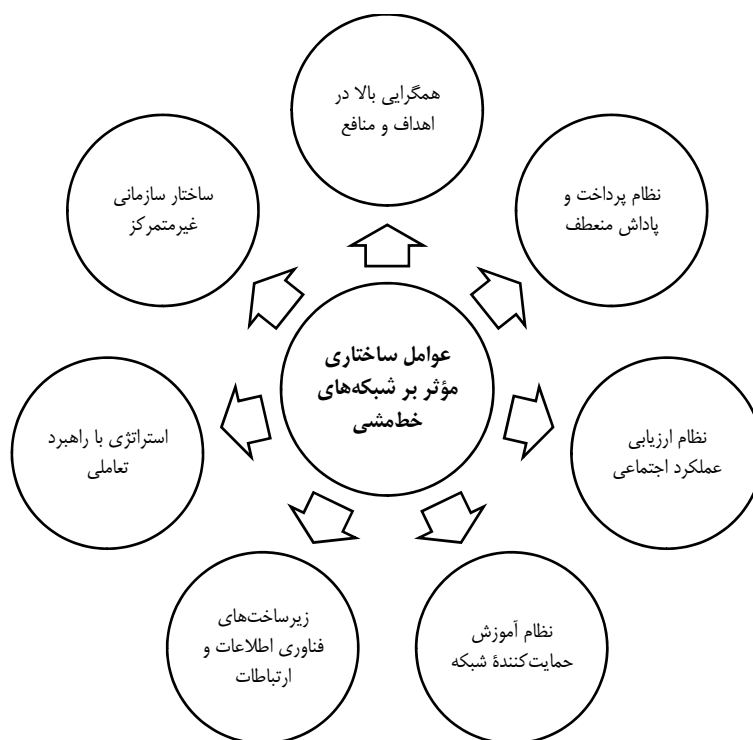 همگرایی بالا در
اهداف و منافع
نظام پرداخت و
پاداش منعطف
ساختار سازمانی
غیرمتمرکز
عوامل ساختاری
مؤثر بر شبکه‌های
خط‌مشی
نظام ارزیابی
عملکرد اجتماعی
استراتژی با راهبرد
تعاملی
نظام آموزش
حمایت‌کنندهٔ شبکه
زیرساخت‌های
فناوری اطلاعات و
ارتباطات